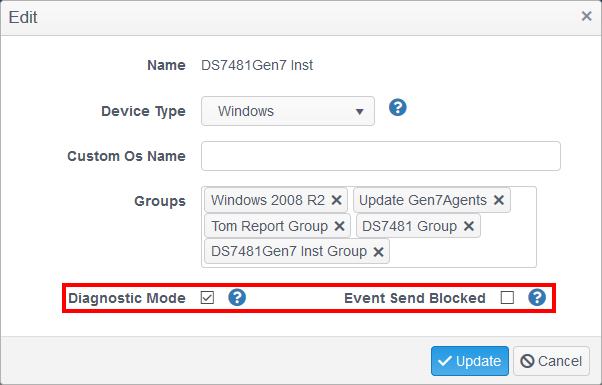 Edit ×
Name DS7481Gen7 Inst
Device Type Windows ?
Custom Os Name
Groups Windows 2008 R2 × Update Gen7Agents ×
Tom Report Group × DS7481 Group ×
DS7481Gen7 Inst Group ×
Diagnostic Mode ? Event Send Blocked ?
Update Cancel